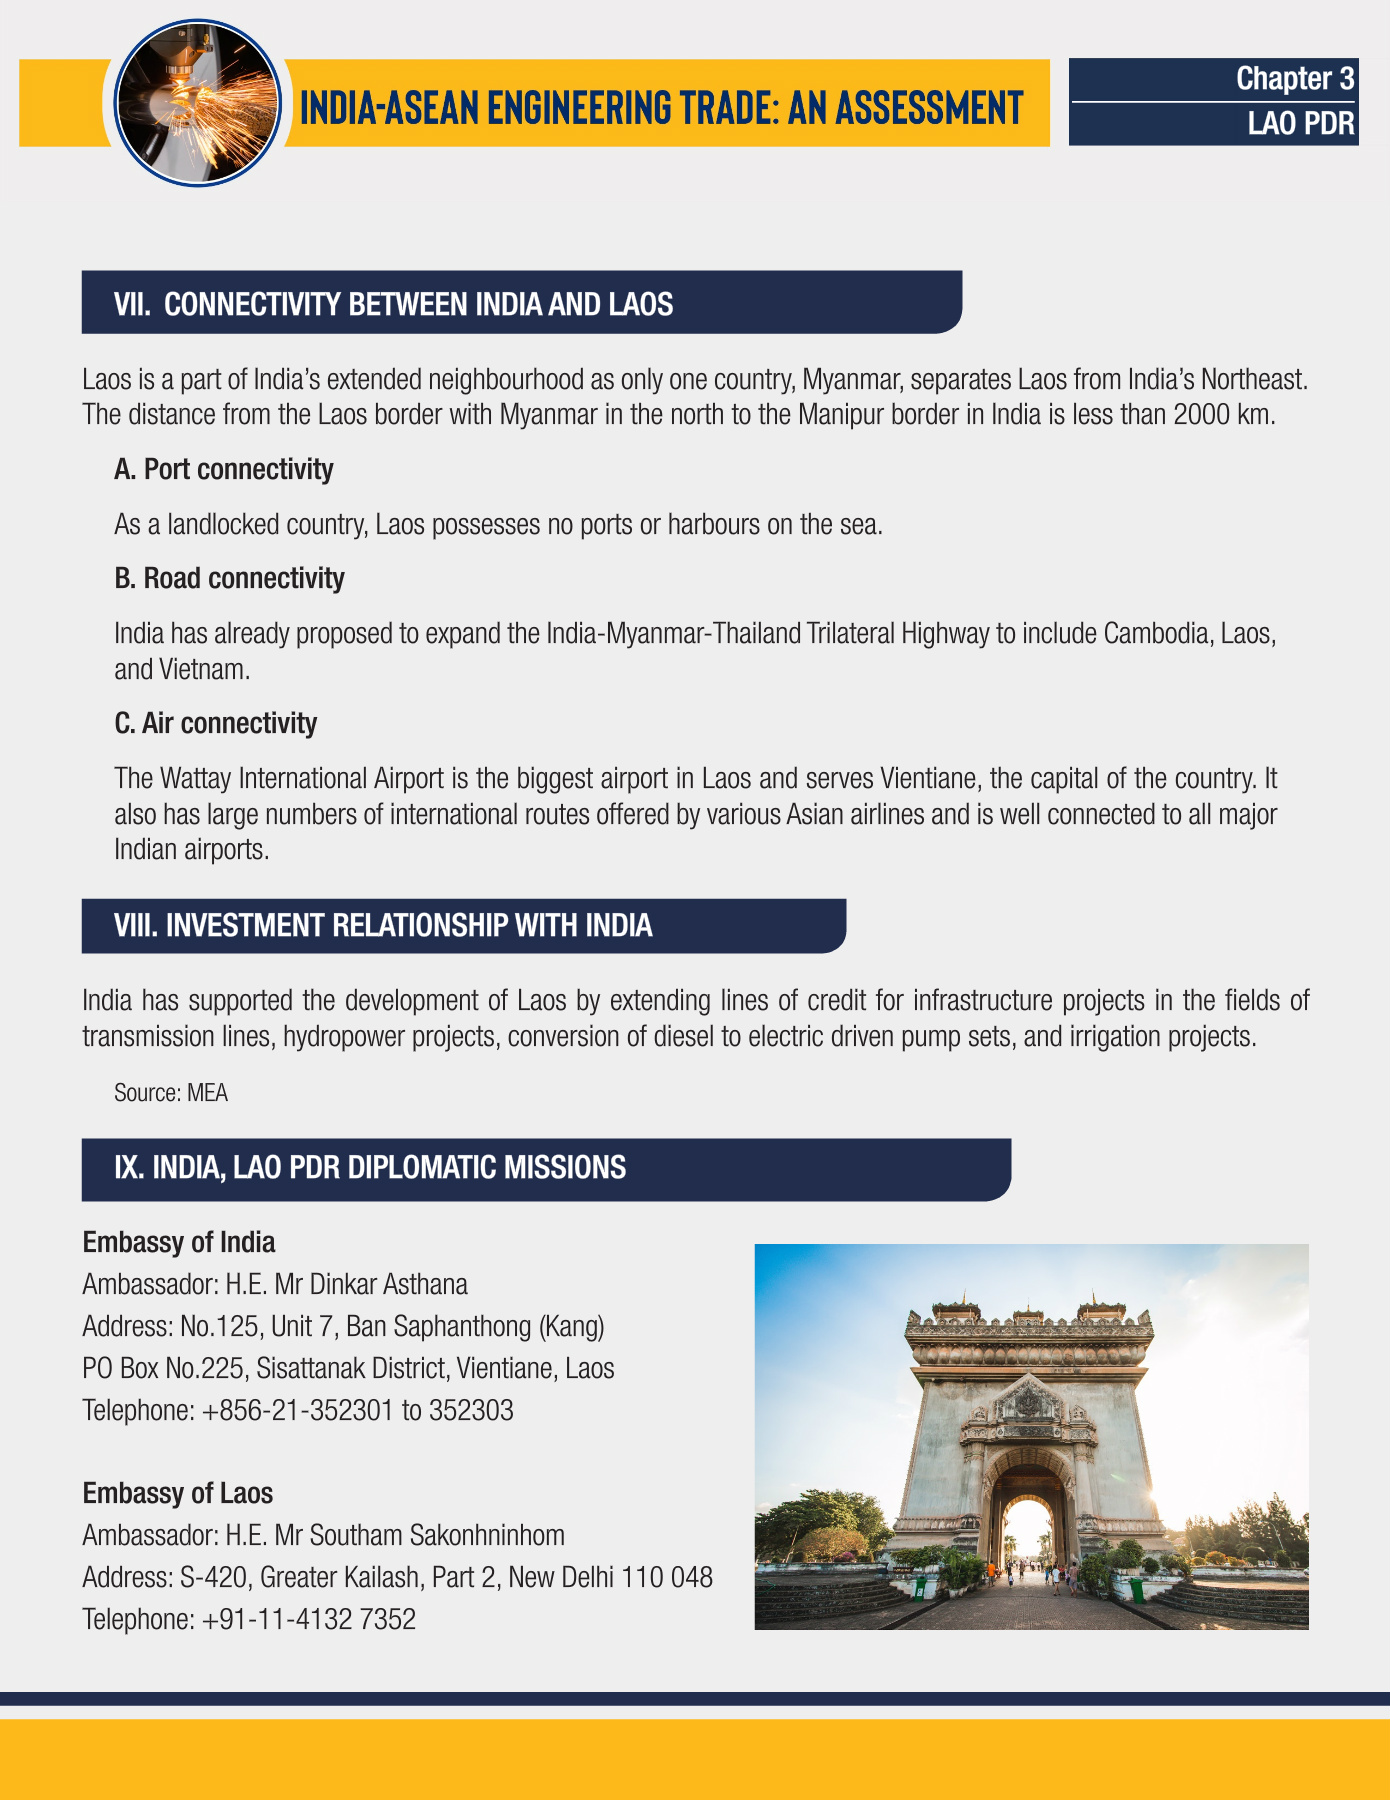 INDIA-ASEAN ENGINEERING TRADE: AN ASSESSMENT
Chapter 3
LAO PDR
VII. CONNECTIVITY BETWEEN INDIA AND LAOS
Laos is a part of India’s extended neighbourhood as only one country, Myanmar, separates Laos from India’s Northeast.
The distance from the Laos border with Myanmar in the north to the Manipur border in India is less than 2000 km.
A. Port connectivity
As a landlocked country, Laos possesses no ports or harbours on the sea.
B. Road connectivity
India has already proposed to expand the India-Myanmar-Thailand Trilateral Highway to include Cambodia, Laos,
and Vietnam.
C. Air connectivity
The Wattay International Airport is the biggest airport in Laos and serves Vientiane, the capital of the country. It
also has large numbers of international routes offered by various Asian airlines and is well connected to all major
Indian airports.
VIII. INVESTMENT RELATIONSHIP WITH INDIA
India has supported the development of Laos by extending lines of credit for infrastructure projects in the fields of
transmission lines, hydropower projects, conversion of diesel to electric driven pump sets, and irrigation projects.
Source: MEA
IX. INDIA, LAO PDR DIPLOMATIC MISSIONS
Embassy of India
Ambassador: H.E. Mr Dinkar Asthana
Address: No.125, Unit 7, Ban Saphanthong (Kang)
PO Box No.225, Sisattanak District, Vientiane, Laos
Telephone: +856-21-352301 to 352303
Embassy of Laos
Ambassador: H.E. Mr Southam Sakonhninhom
Address: S-420, Greater Kailash, Part 2, New Delhi 110 048
Telephone: +91-11-4132 7352